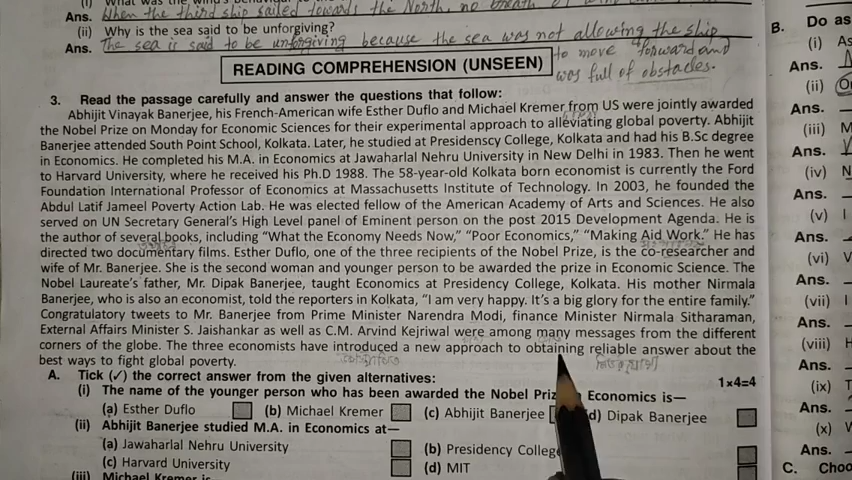 (i) What was the wind's
Ans. When the third ship sailed towards the North, no breath of
(ii) Why is the sea said to be unforgiving?
Ans. The sea is said to be unforgiving because the sea was not allowing the ship
to move forward and
was full of obstacles.
READING COMPREHENSION (UNSEEN)
3. Read the passage carefully and answer the questions that follow:
Abhijit Vinayak Banerjee, his French-American wife Esther Duflo and Michael Kremer from US were jointly awarded
the Nobel Prize on Monday for Economic Sciences for their experimental approach to alleviating global poverty. Abhijit
Banerjee attended South Point School, Kolkata. Later, he studied at Presidenscy College, Kolkata and had his B.Sc degree
in Economics. He completed his M.A. in Economics at Jawaharlal Nehru University in New Delhi in 1983. Then he went
to Harvard University, where he received his Ph.D 1988. The 58-year-old Kolkata born economist is currently the Ford
Foundation International Professor of Economics at Massachusetts Institute of Technology. In 2003, he founded the
Abdul Latif Jameel Poverty Action Lab. He was elected fellow of the American Academy of Arts and Sciences. He also
served on UN Secretary General's High Level panel of Eminent person on the post 2015 Development Agenda. He is
the author of several books, including "What the Economy Needs Now," "Poor Economics," "Making Aid Work." He has
directed two documentary films. Esther Duflo, one of the three recipients of the Nobel Prize, is the co-researcher and
wife of Mr. Banerjee. She is the second woman and younger person to be awarded the prize in Economic Science. The
Nobel Laureate's father, Mr. Dipak Banerjee, taught Economics at Presidency College, Kolkata. His mother Nirmala
Banerjee, who is also an economist, told the reporters in Kolkata, "I am very happy. It's a big glory for the entire family."
Congratulatory tweets to Mr. Banerjee from Prime Minister Narendra Modi, finance Minister Nirmala Sitharaman,
External Affairs Minister S. Jaishankar as well as C.M. Arvind Kejriwal were among many messages from the different
corners of the globe. The three economists have introduced a new approach to obtaining reliable answer about the
best ways to fight global poverty.
A. Tick (✓) the correct answer from the given alternatives: 1×4=4
(i) The name of the younger person who has been awarded the Nobel Economics is—
(a) Esther Duflo (b) Michael Kremer (c) Abhijit Banerjee (d) Dipak Banerjee
(ii) Abhijit Banerjee studied M.A. in Economics at—
(a) Jawaharlal Nehru University (b) Presidency College
(c) Harvard University (d) MIT
(iii) Michael Kremer is
B. Do as
(i)
Ans.
(ii)
Ans.
(iii)
Ans.
(iv)
Ans.
(v) I
Ans.
(vi)
Ans.
(vii)
Ans.
(viii)
Ans.
(ix)
Ans.
(x)
Ans.
C. Choo